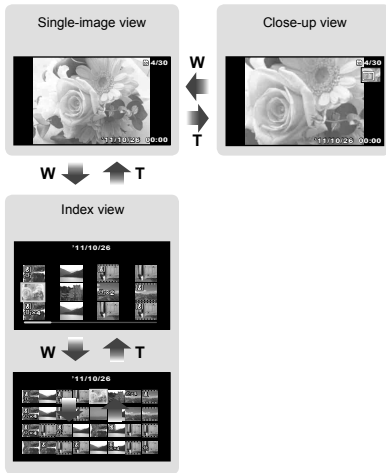 Single-image view
Close-up view
4/30
'11/10/26 00:00
W
T
4/30
'11/10/26 00:00
W T
Index view
'11/10/26
W T
'11/10/26